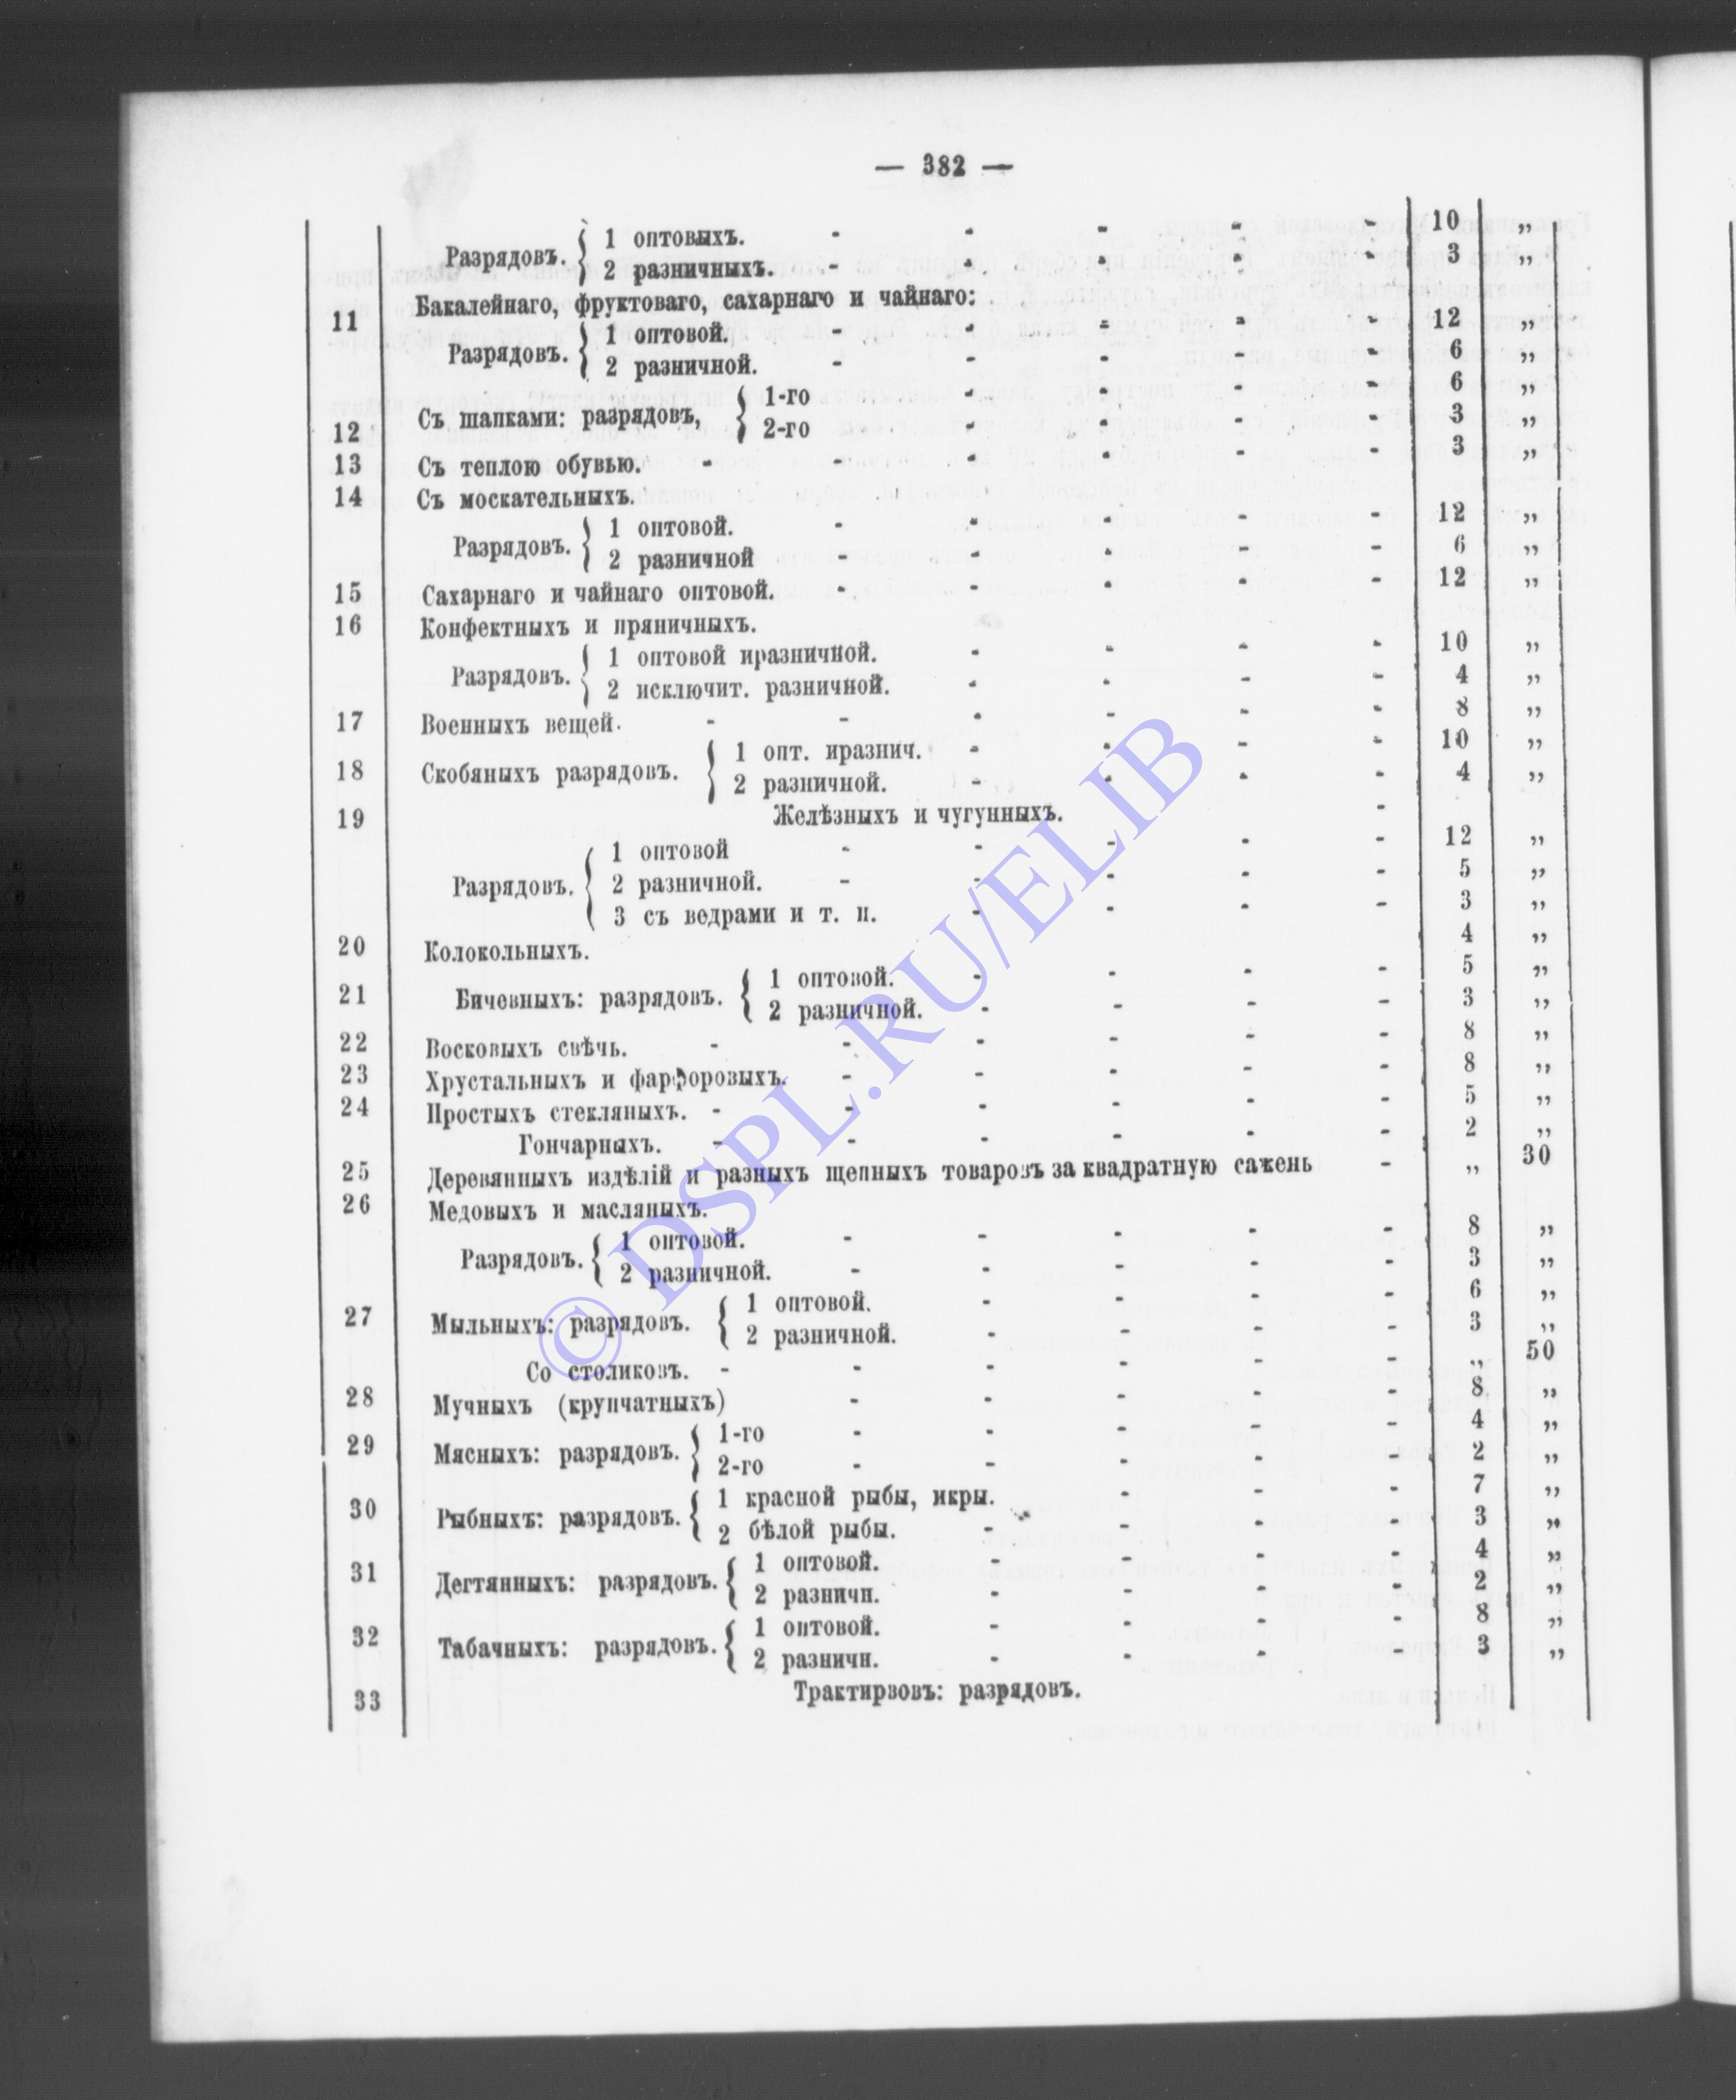 — 382 —
Разрядовъ. { 1 оптовыхъ. - - - - - 10 „
2 разничныхъ. - - - - - 3 „
11 Бакалейнаго, фруктоваго, сахарнаго и чайнаго:
Разрядовъ. { 1 оптовой. - - - - - 12 „
2 разничной. - - - - - 6 „
12 Съ шапками: разрядовъ, { 1-го - - - - 6 „
2-го - - - - 3 „
13 Съ теплою обувью. - - - - - - 3 „
14 Съ москательныхъ.
Разрядовъ. { 1 оптовой. - - - - - 12 „
2 разничной - - - - - 6 „
15 Сахарнаго и чайнаго оптовой. - - - - - 12 „
16 Конфектныхъ и пряничныхъ.
Разрядовъ. { 1 оптовой иразничной. - - - - 10 „
2 исключит. разничной. - - - - 4 „
17 Военныхъ вещей. - - - - - - 8 „
18 Скобяныхъ разрядовъ. { 1 опт. иразнич. - - - - 10 „
2 разничной. - - - - 4 „
19 Желѣзныхъ и чугунныхъ. -
Разрядовъ. { 1 оптовой - - - - - 12 „
2 разничной. - - - - - 5 „
3 съ ведрами и т. п. - - - - 3 „
20 Колокольныхъ. 4 „
21 Бичевныхъ: разрядовъ. { 1 оптовой. - - - - 5 „
2 разничной. - - - - 3 „
22 Восковыхъ свѣчь. - - - - - - 8 „
23 Хрустальныхъ и фарфоровыхъ. - - - - - 8 „
24 Простыхъ стекляныхъ. - - - - - - 5 „
Гончарныхъ. - - - - - - 2 „
25 Деревянныхъ издѣлій и разныхъ щепныхъ товаровъ за квадратную сажень - „ 30
26 Медовыхъ и масляныхъ.
Разрядовъ. { 1 оптовой. - - - - - 8 „
2 разничной. - - - - - 3 „
27 Мыльныхъ: разрядовъ. { 1 оптовой. - - - - 6 „
2 разничной. - - - - 3 „
Со столиковъ. - - - - - - „ 50
28 Мучныхъ (крупчатныхъ) - - - - - 8 „
29 Мясныхъ: разрядовъ. { 1-го - - - - - 4 „
2-го - - - - - 2 „
30 Рыбныхъ: разрядовъ. { 1 красной рыбы, икры. - - - 7 „
2 бѣлой рыбы. - - - - 3 „
31 Дегтянныхъ: разрядовъ. { 1 оптовой. - - - - 4 „
2 разничн. - - - - 2 „
32 Табачныхъ: разрядовъ. { 1 оптовой. - - - - 8 „
2 разничн. - - - - 3 „
33 Трактирзовъ: разрядовъ.
© DSPL.RU/ELIB